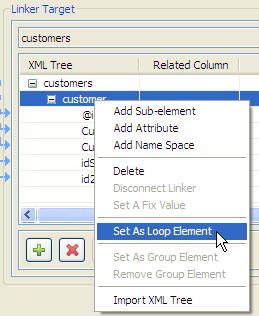 Linker Target
customers
XML Tree Related Column
customers
customer
@i
Cu
Cu
idS
id2
Add Sub-element
Add Attribute
Add Name Space
Delete
Disconnect Linker
Set A Fix Value
Set As Loop Element
Set As Group Element
Remove Group Element
Import XML Tree